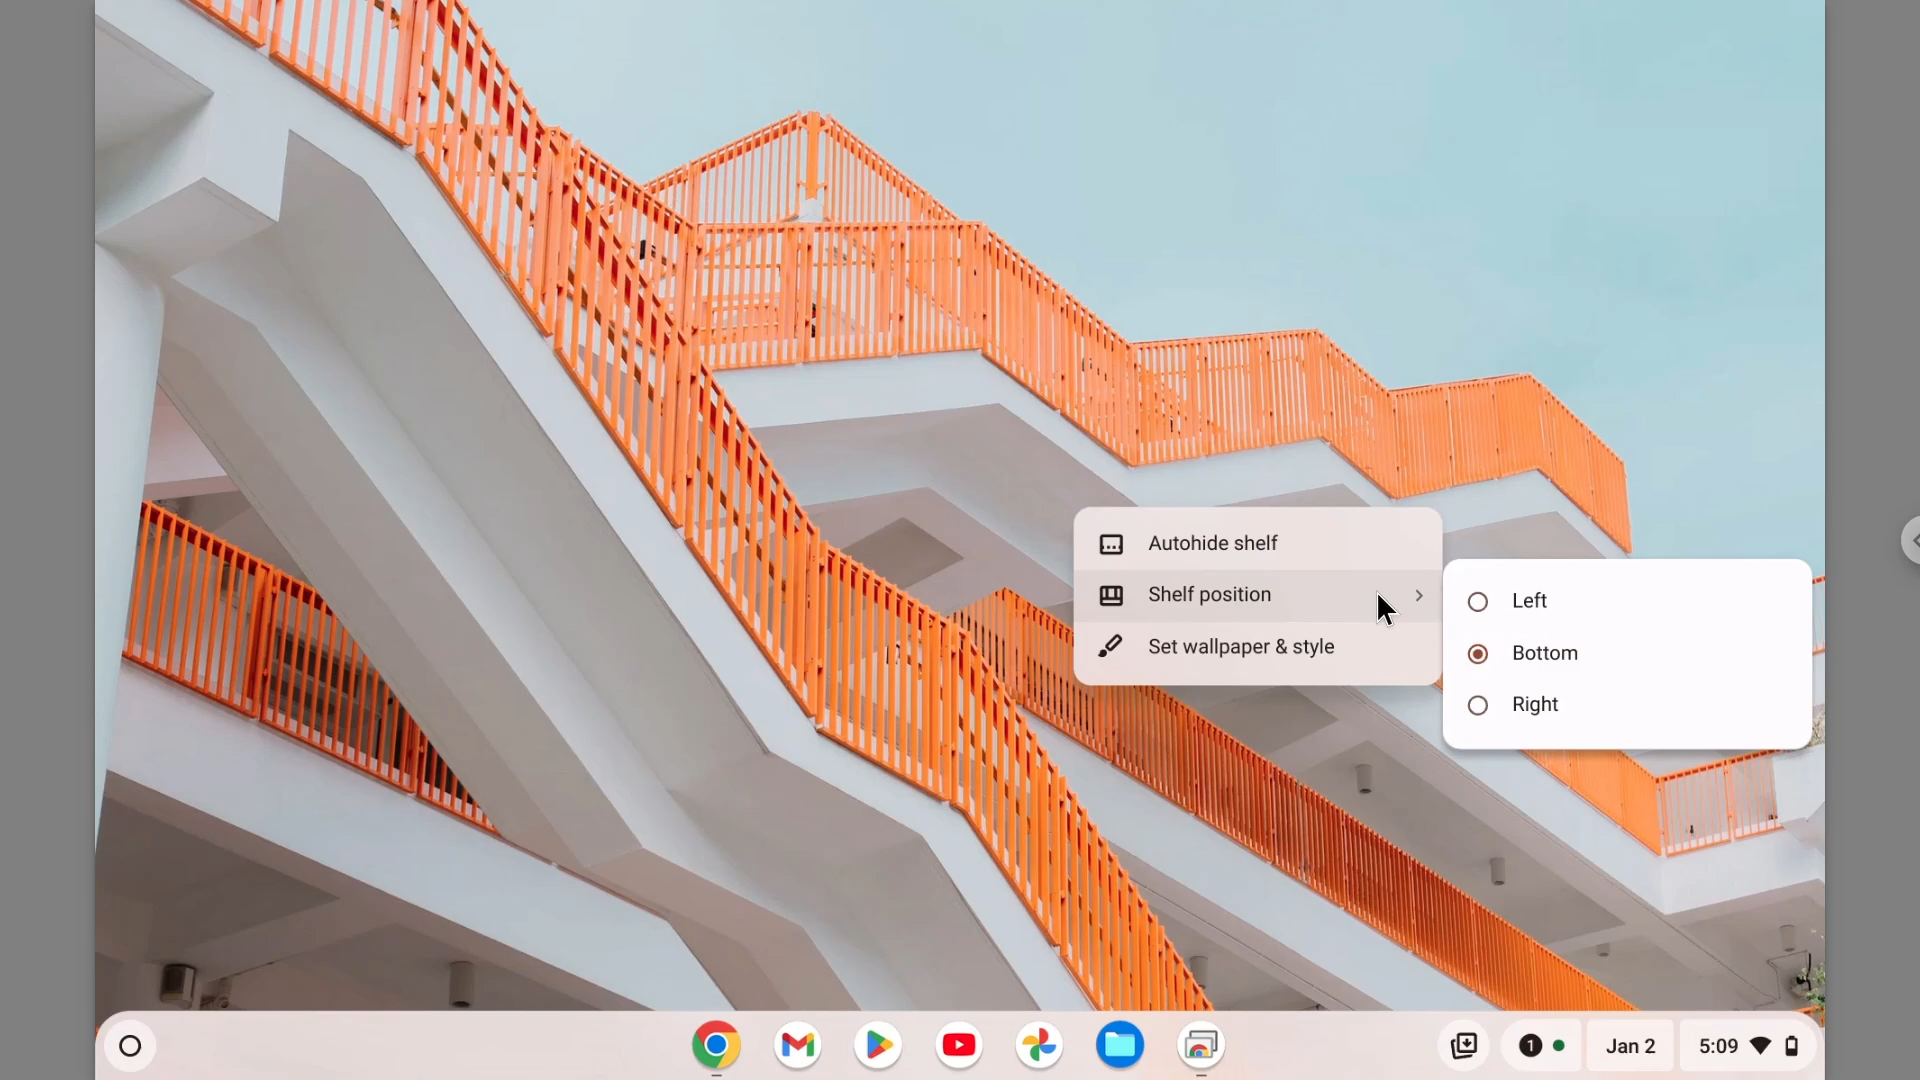 Autohide shelf
Shelf position
Set wallpaper & style
Left
Bottom
Right
1
Jan 2
5:09